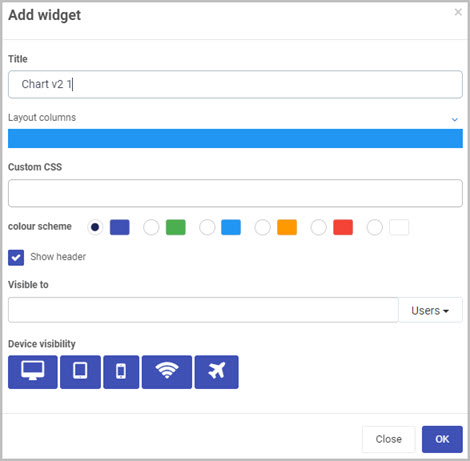 Add widget
×
Title
Chart v2 1
Layout columns
Custom CSS
colour scheme
Show header
Visible to
Users
Device visibility
Close OK